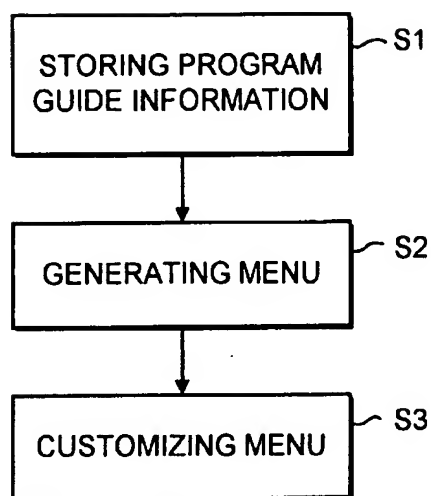 STORING PROGRAM
GUIDE INFORMATION
S1
GENERATING MENU
S2
CUSTOMIZING MENU
S3